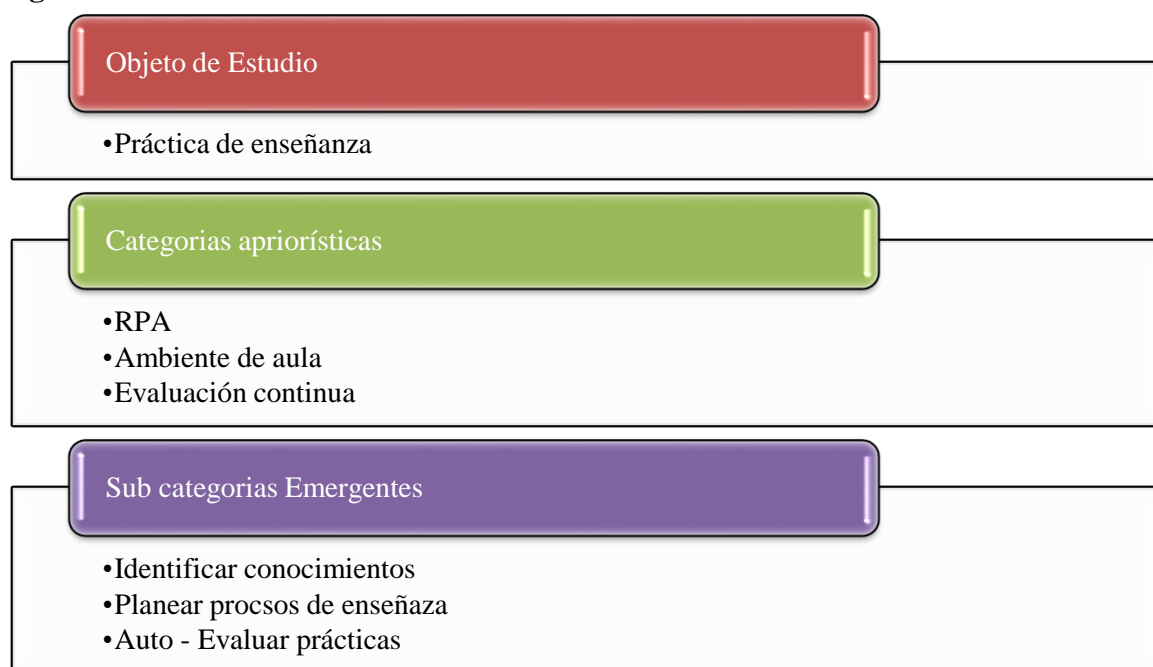 Objeto de Estudio
•Práctica de enseñanza
Categorias apriorísticas
•RPA
•Ambiente de aula
•Evaluación continua
Sub categorias Emergentes
•Identificar conocimientos
•Planear procsos de enseñaza
•Auto - Evaluar prácticas